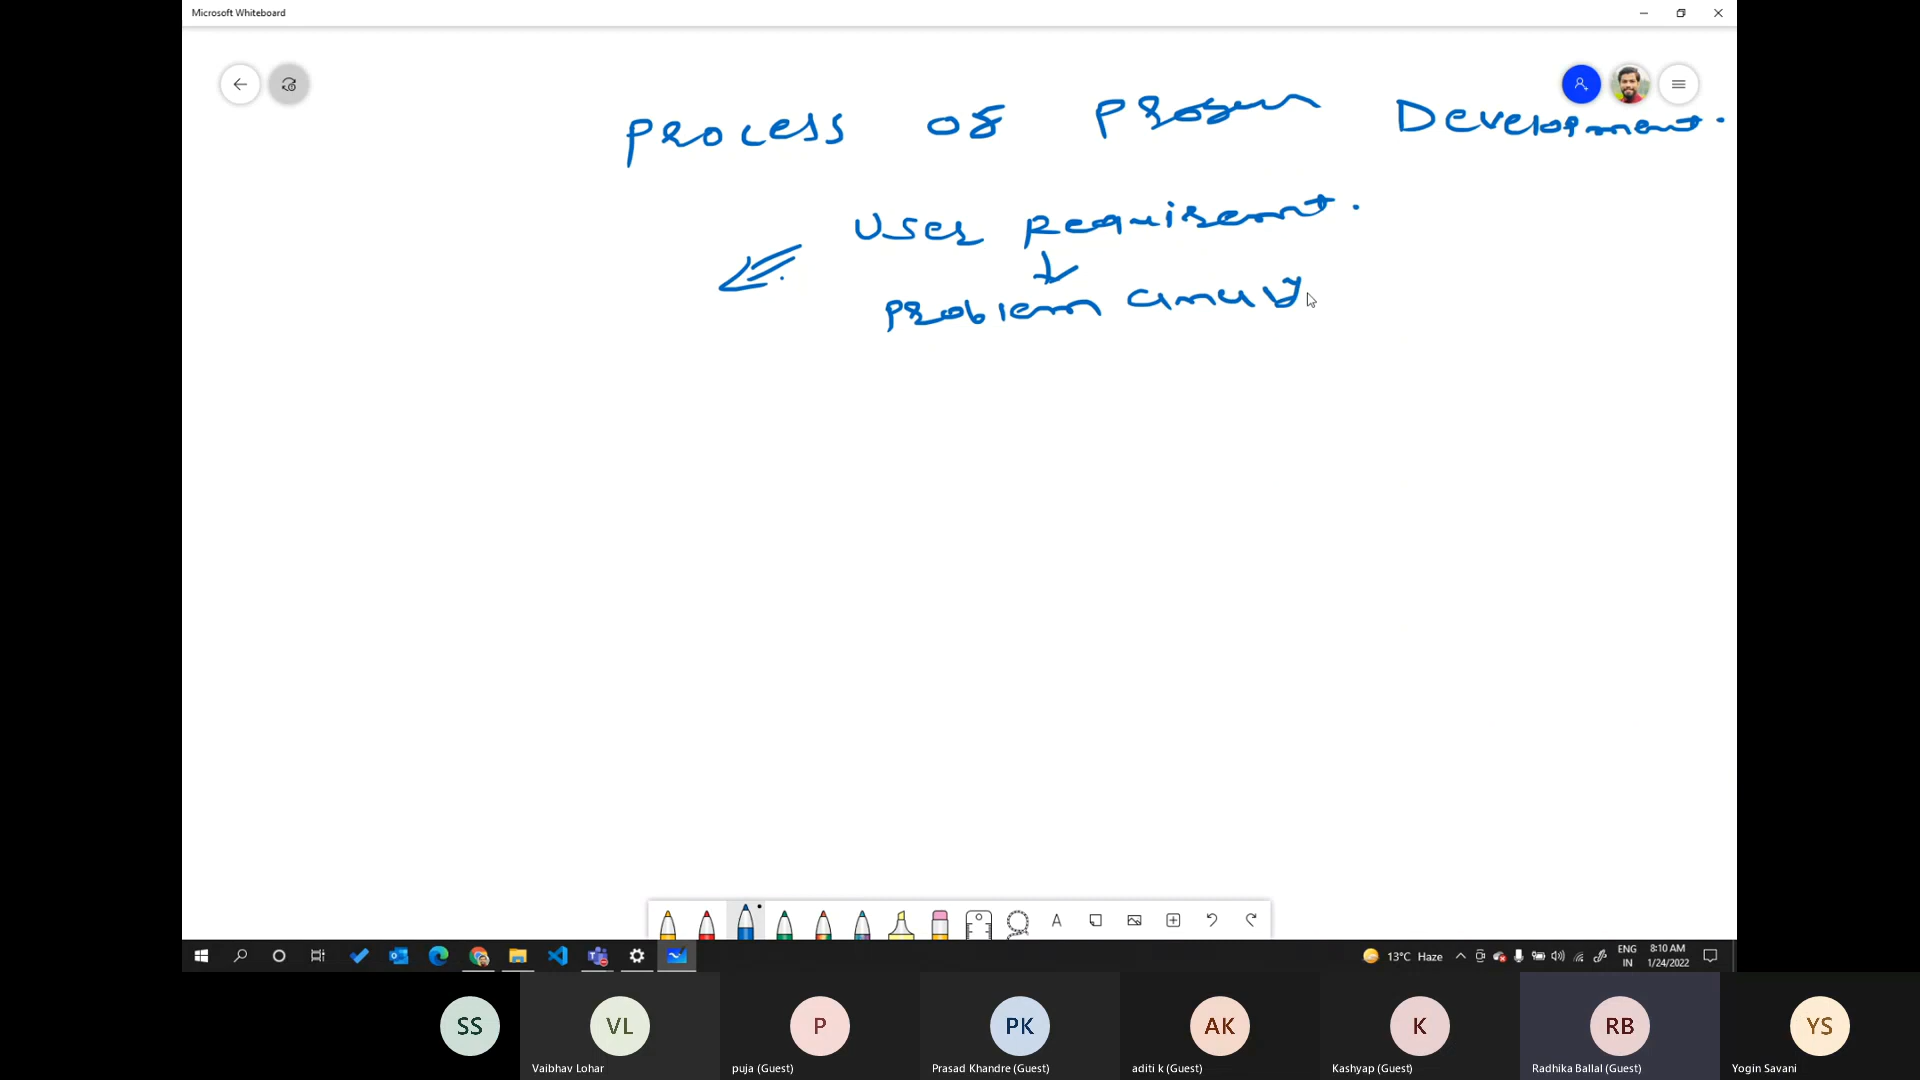 Microsoft Whiteboard
Process of Program Development.
User Requirement.
Problem analy
A
13°C Haze
ENG
IN
8:10 AM
1/24/2022
SS
VL
P
PK
AK
K
RB
YS
Vaibhav Lohar
puja (Guest)
Prasad Khandre (Guest)
aditi k (Guest)
Kashyap (Guest)
Radhika Ballal (Guest)
Yogin Savani